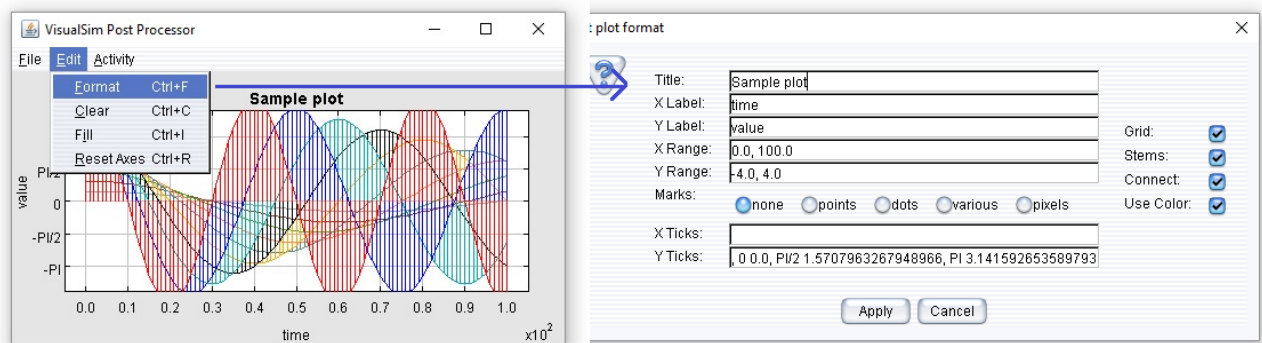 VisualSim Post Processor
File Edit Activity
Format Ctrl+F
Clear Ctrl+C
Fill Ctrl+I
Reset Axes Ctrl+R
Sample plot
value
PI/2
0
-PI/2
-PI
0.0 0.1 0.2 0.3 0.4 0.5 0.6 0.7 0.8 0.9 1.0
time
x10^2
t plot format
Title: Sample plot
X Label: time
Y Label: value
X Range: 0.0, 100.0
Y Range: -4.0, 4.0
Marks: none points dots various pixels
X Ticks:
Y Ticks: , 0 0.0, PI/2 1.5707963267948966, PI 3.141592653589793
Grid:
Stems:
Connect:
Use Color:
Apply Cancel